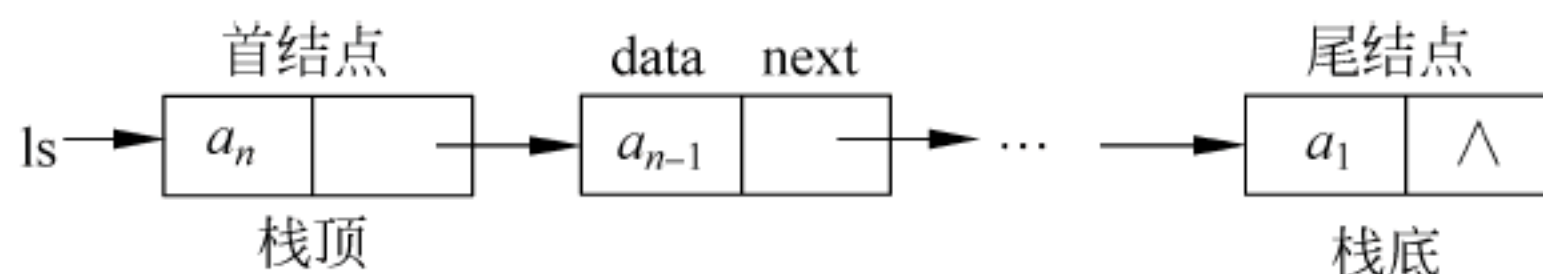 首结点 data next 尾结点
ls aₙ aₙ₋₁ … a₁ ∧
栈顶 栈底